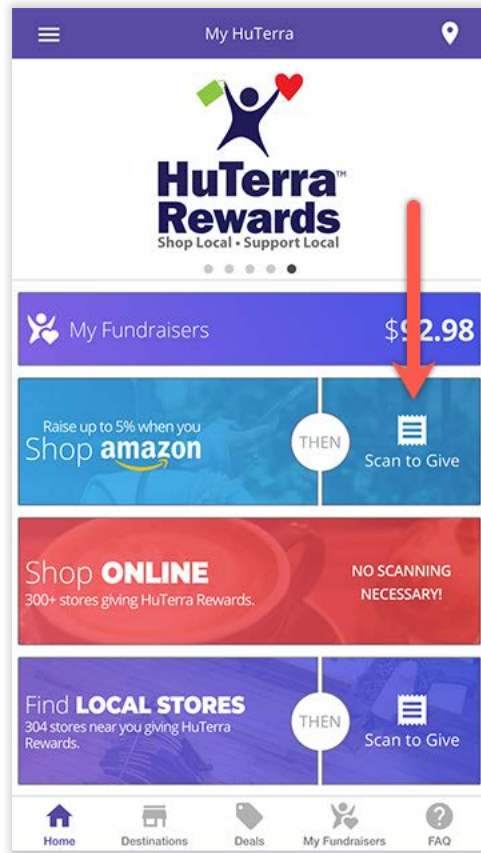 My HuTerra
HuTerra™
Rewards
Shop Local • Support Local
My Fundraisers
$92.98
Raise up to 5% when you
Shop amazon
THEN
Scan to Give
Shop ONLINE
300+ stores giving HuTerra Rewards.
NO SCANNING
NECESSARY!
Find LOCAL STORES
304 stores near you giving HuTerra
Rewards.
THEN
Scan to Give
Home
Destinations
Deals
My Fundraisers
FAQ